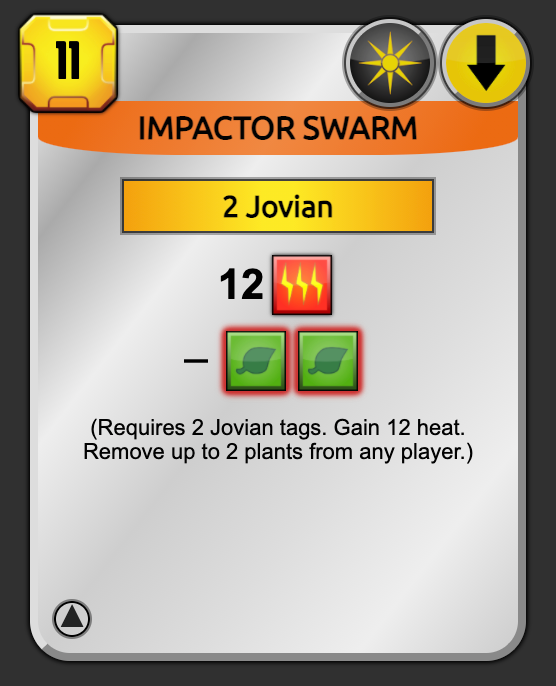 11
IMPACTOR SWARM
2 Jovian
12
–
(Requires 2 Jovian tags. Gain 12 heat.
Remove up to 2 plants from any player.)